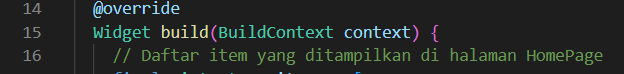 14 @override
15 Widget build(BuildContext context) {
16 // Daftar item yang ditampilkan di halaman HomePage